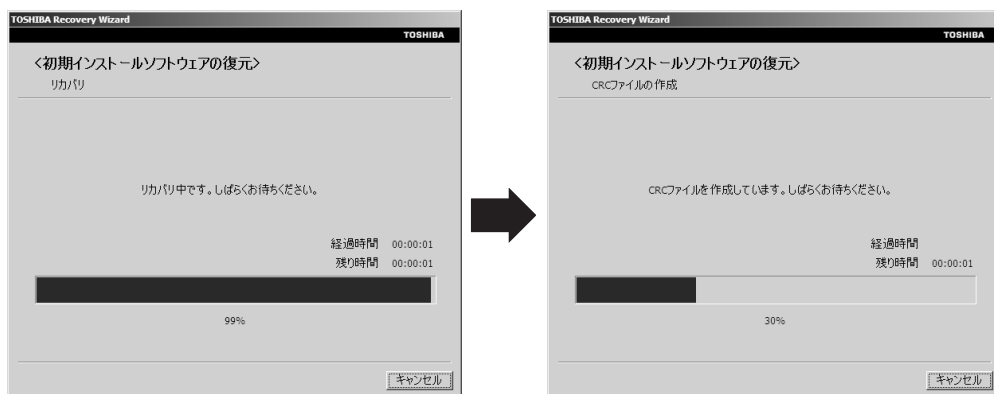 TOSHIBA Recovery Wizard
TOSHIBA
<初期インストールソフトウェアの復元>
リカバリ
リカバリ中です。しばらくお待ちください。
経過時間 00:00:01
残り時間 00:00:01
99%
キャンセル
TOSHIBA Recovery Wizard
TOSHIBA
<初期インストールソフトウェアの復元>
CRCファイルの作成
CRCファイルを作成しています。しばらくお待ちください。
経過時間
残り時間 00:00:01
30%
キャンセル